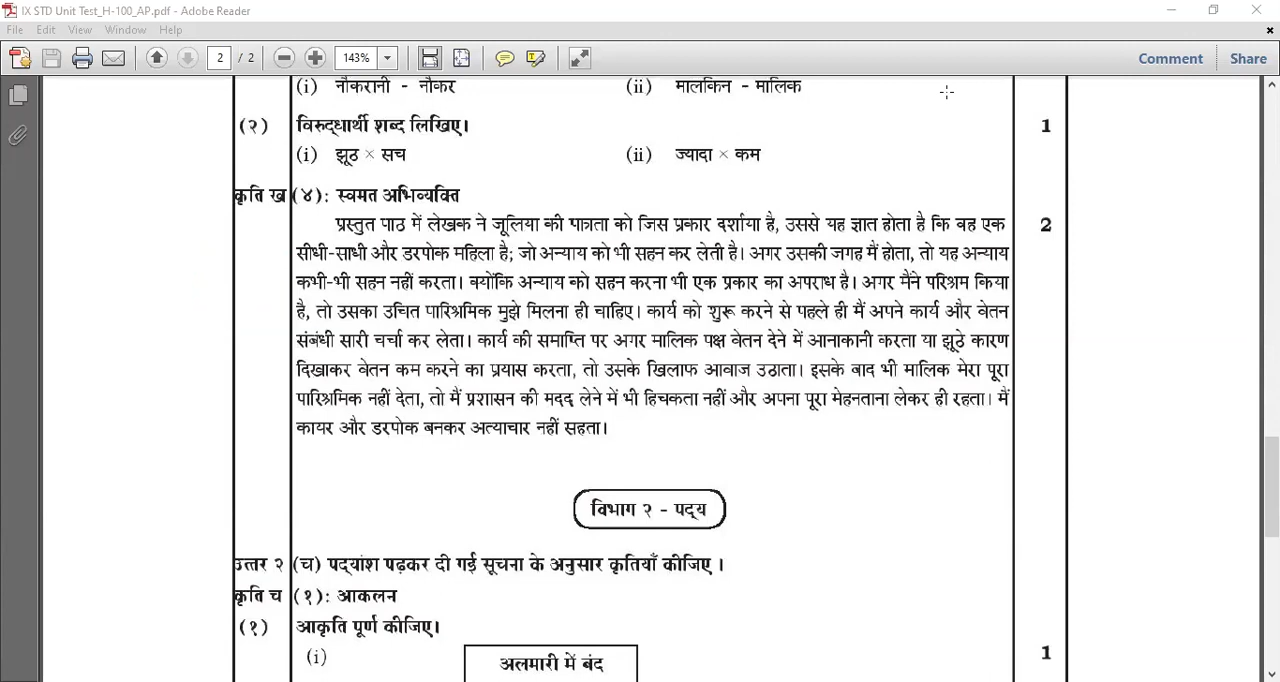 IX STD Unit Test_H-100_AP.pdf - Adobe Reader
File Edit View Window Help
2 / 2 143% Comment Share
(i) नौकरानी - नौकर (ii) मालकिन - मालिक
(२) विरुद्धार्थी शब्द लिखिए। 1
(i) झूठ × सच (ii) ज्यादा × कम
कृति ख (४): स्वमत अभिव्यक्ति
प्रस्तुत पाठ में लेखक ने जूलिया की पात्रता को जिस प्रकार दर्शाया है, उससे यह ज्ञात होता है कि वह एक 2
सीधी-साधी और डरपोक महिला है; जो अन्याय को भी सहन कर लेती है। अगर उसकी जगह मैं होता, तो यह अन्याय
कभी-भी सहन नहीं करता। क्योंकि अन्याय को सहन करना भी एक प्रकार का अपराध है। अगर मैंने परिश्रम किया
है, तो उसका उचित पारिश्रमिक मुझे मिलना ही चाहिए। कार्य को शुरू करने से पहले ही मैं अपने कार्य और वेतन
संबंधी सारी चर्चा कर लेता। कार्य की समाप्ति पर अगर मालिक पक्ष वेतन देने में आनाकानी करता या झूठे कारण
दिखाकर वेतन कम करने का प्रयास करता, तो उसके खिलाफ आवाज उठाता। इसके बाद भी मालिक मेरा पूरा
पारिश्रमिक नहीं देता, तो मैं प्रशासन की मदद लेने में भी हिचकता नहीं और अपना पूरा मेहनताना लेकर ही रहता। मैं
कायर और डरपोक बनकर अत्याचार नहीं सहता।
विभाग २ - पद्य
उत्तर २ (च) पद्यांश पढ़कर दी गई सूचना के अनुसार कृतियाँ कीजिए ।
कृति च (१): आकलन
(१) आकृति पूर्ण कीजिए।
(i) अलमारी में बंद 1